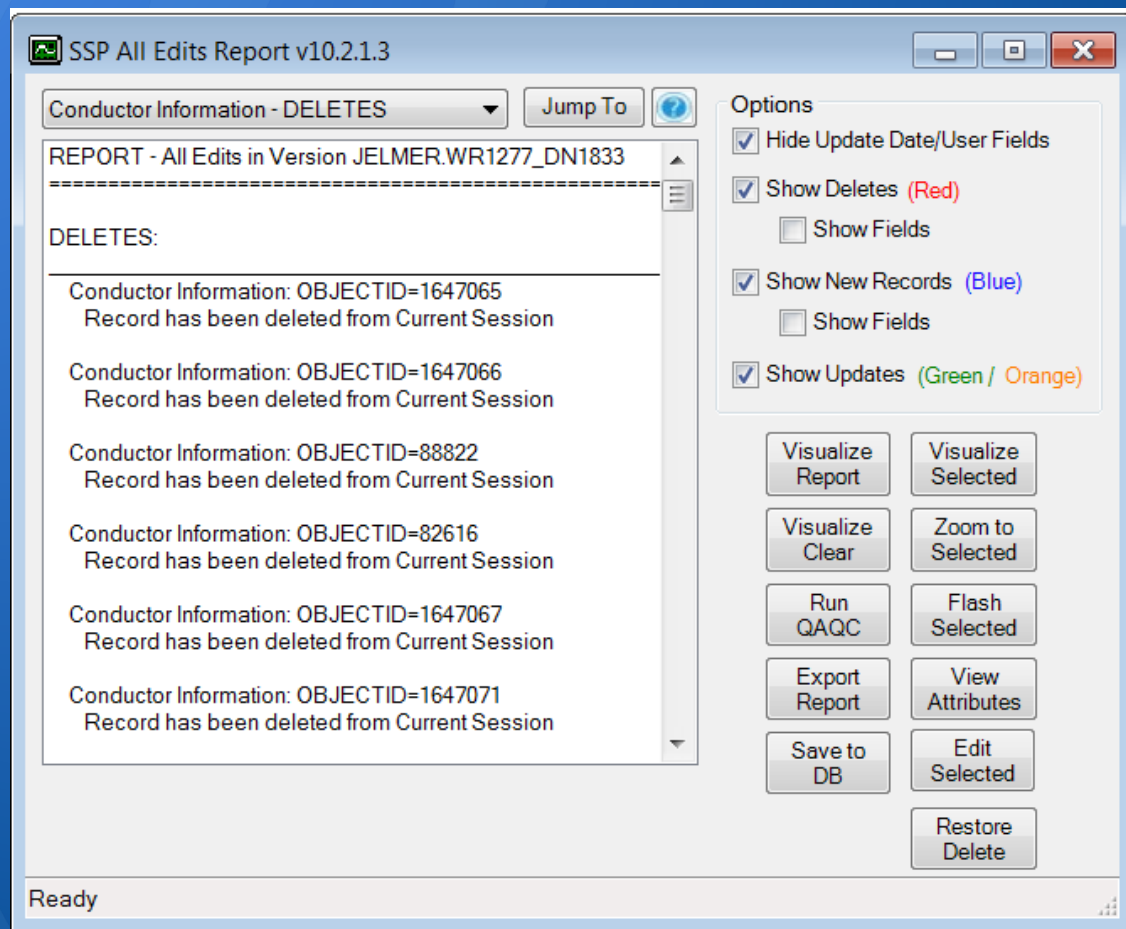 SSP All Edits Report v10.2.1.3
Conductor Information - DELETES
Jump To
?
REPORT - All Edits in Version JELMER.WR1277_DN1833
====================================================
DELETES:
Conductor Information: OBJECTID=1647065
Record has been deleted from Current Session
Conductor Information: OBJECTID=1647066
Record has been deleted from Current Session
Conductor Information: OBJECTID=88822
Record has been deleted from Current Session
Conductor Information: OBJECTID=82616
Record has been deleted from Current Session
Conductor Information: OBJECTID=1647067
Record has been deleted from Current Session
Conductor Information: OBJECTID=1647071
Record has been deleted from Current Session
Options
Hide Update Date/User Fields
Show Deletes (Red)
Show Fields
Show New Records (Blue)
Show Fields
Show Updates (Green / Orange)
Visualize
Report
Visualize
Selected
Visualize
Clear
Zoom to
Selected
Run
QAQC
Flash
Selected
Export
Report
View
Attributes
Save to
DB
Edit
Selected
Restore
Delete
Ready